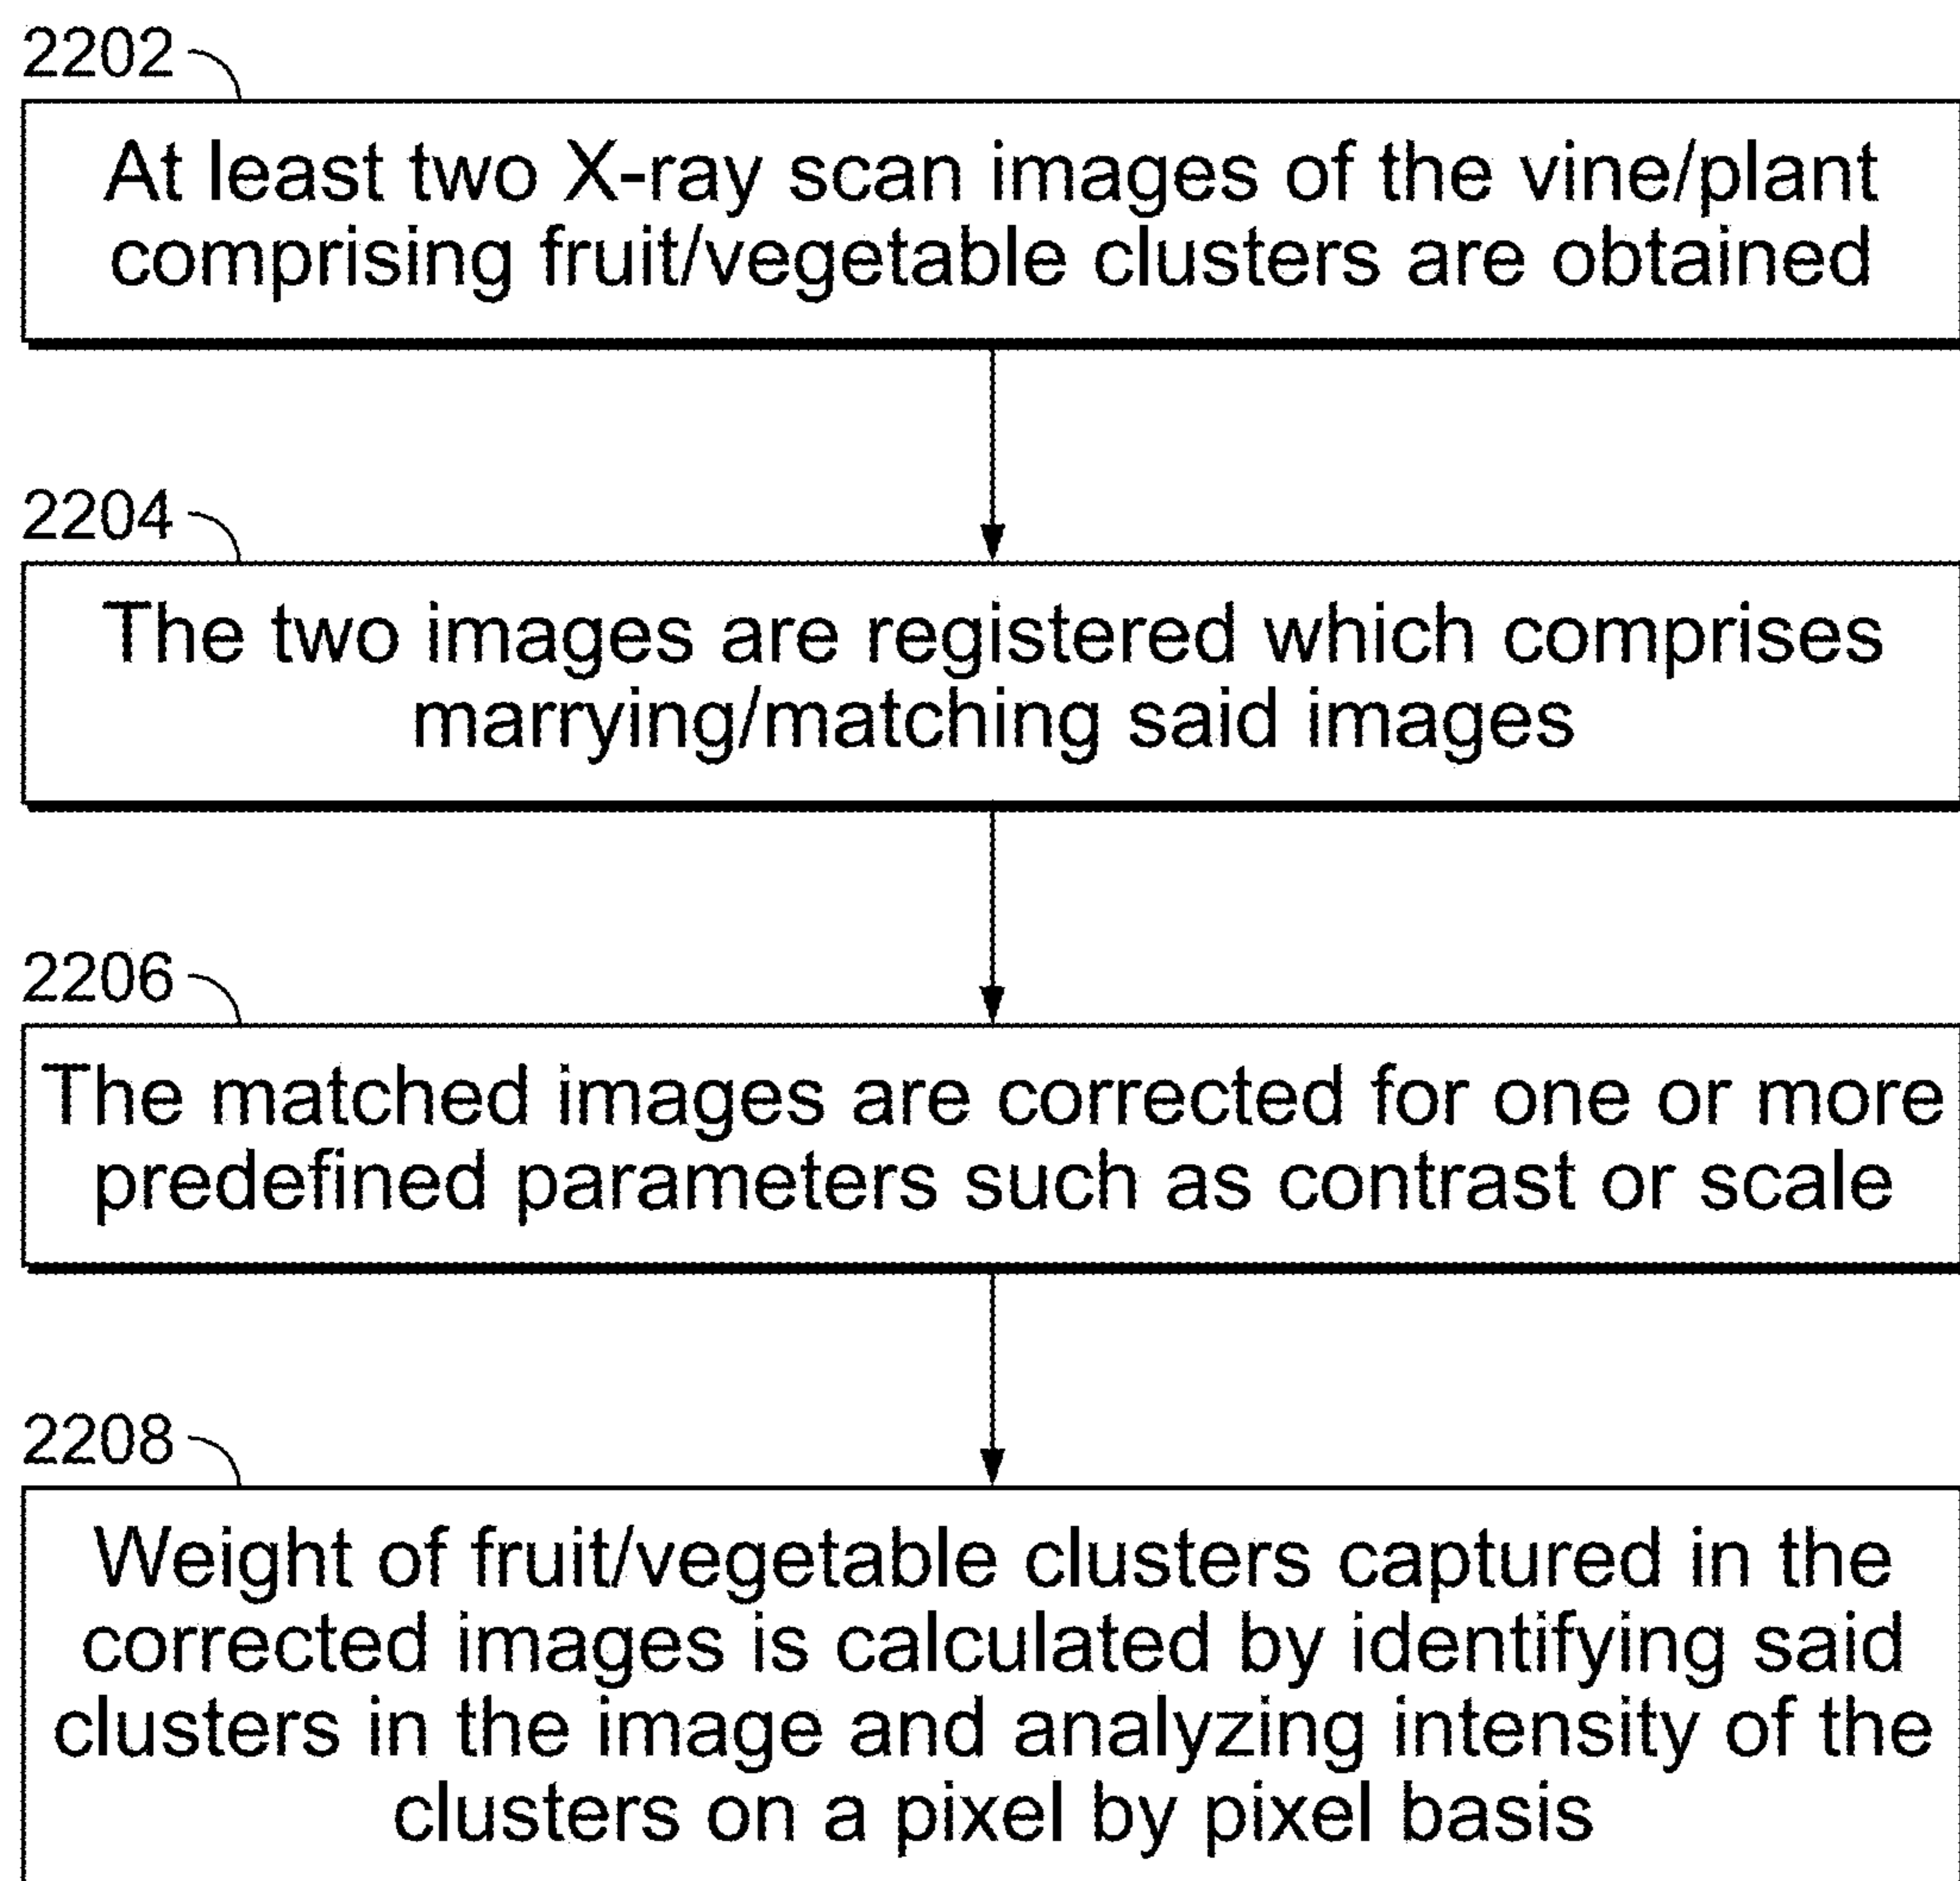 2202
At least two X-ray scan images of the vine/plant
comprising fruit/vegetable clusters are obtained
2204
The two images are registered which comprises
marrying/matching said images
2206
The matched images are corrected for one or more
predefined parameters such as contrast or scale
2208
Weight of fruit/vegetable clusters captured in the
corrected images is calculated by identifying said
clusters in the image and analyzing intensity of the
clusters on a pixel by pixel basis